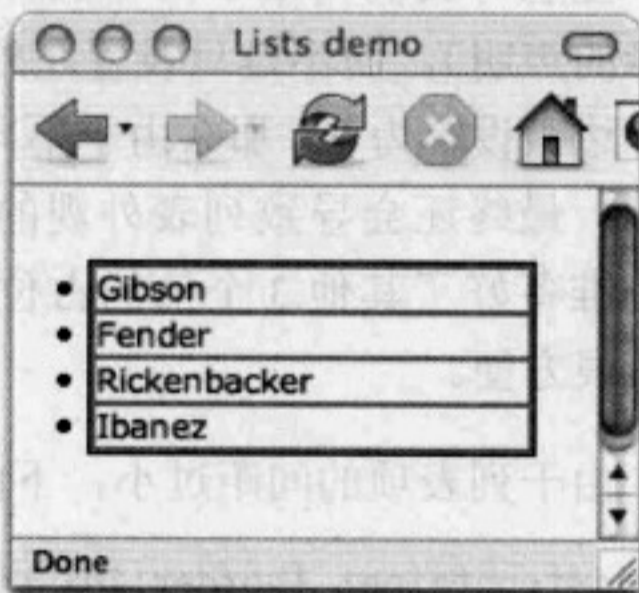 Lists demo
• Gibson
• Fender
• Rickenbacker
• Ibanez
Done